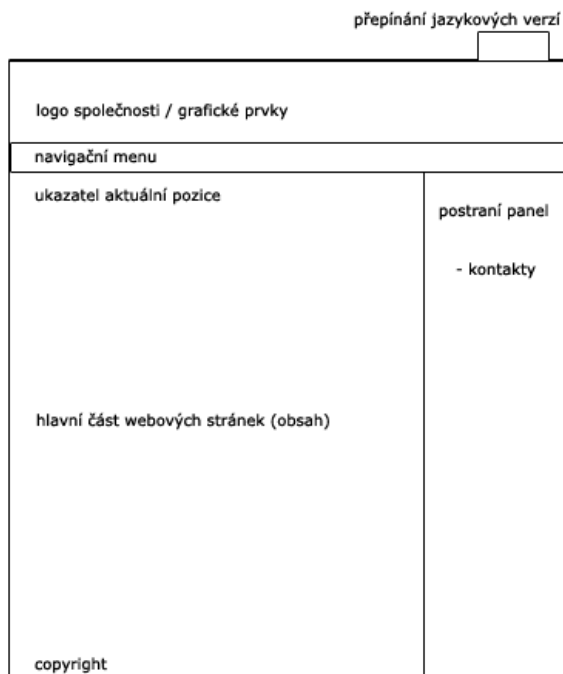 přepínání jazykových verzí
logo společnosti / grafické prvky
navigační menu
ukazatel aktuální pozice
postraní panel
- kontakty
hlavní část webových stránek (obsah)
copyright